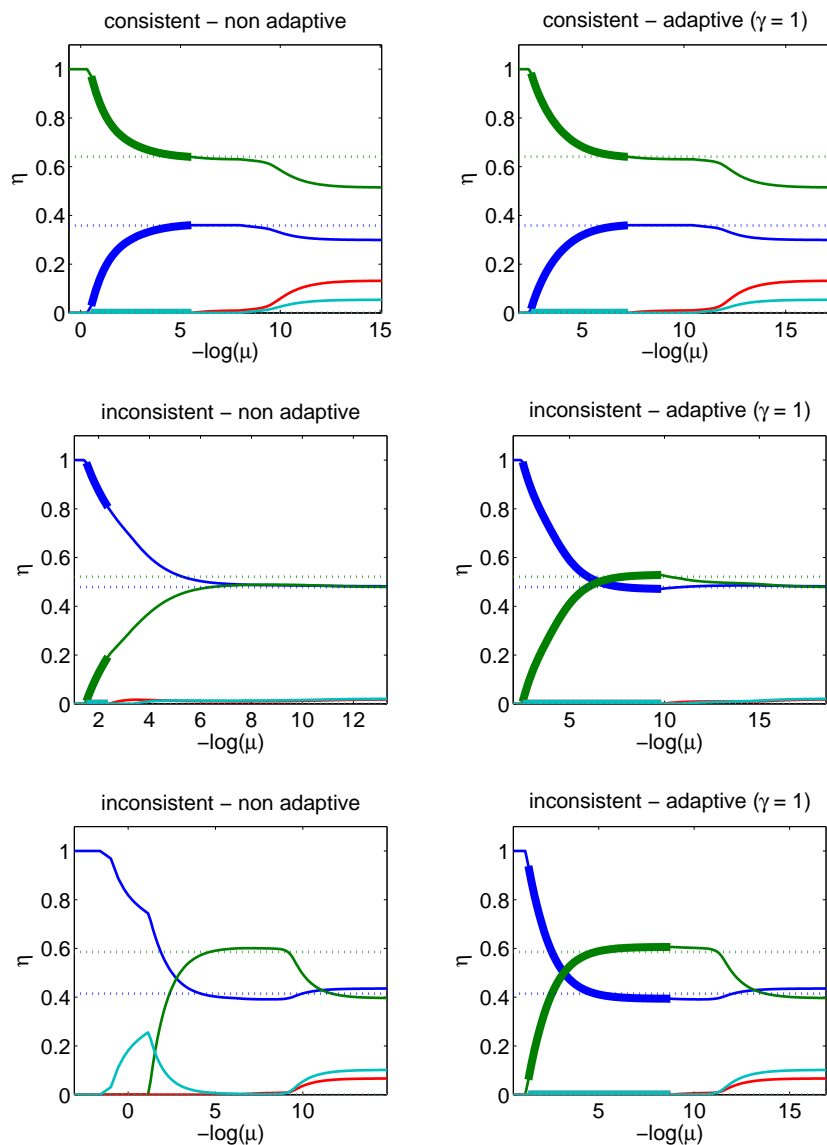 consistent − non adaptive
1
0.8
0.6
0.4
0.2
0
η
0 5 10 15
−log(μ)
consistent − adaptive (γ = 1)
1
0.8
0.6
0.4
0.2
0
η
5 10 15
−log(μ)
inconsistent − non adaptive
1
0.8
0.6
0.4
0.2
0
η
2 4 6 8 10 12
−log(μ)
inconsistent − adaptive (γ = 1)
1
0.8
0.6
0.4
0.2
0
η
5 10 15
−log(μ)
inconsistent − non adaptive
1
0.8
0.6
0.4
0.2
0
η
0 5 10
−log(μ)
inconsistent − adaptive (γ = 1)
1
0.8
0.6
0.4
0.2
0
η
5 10 15
−log(μ)